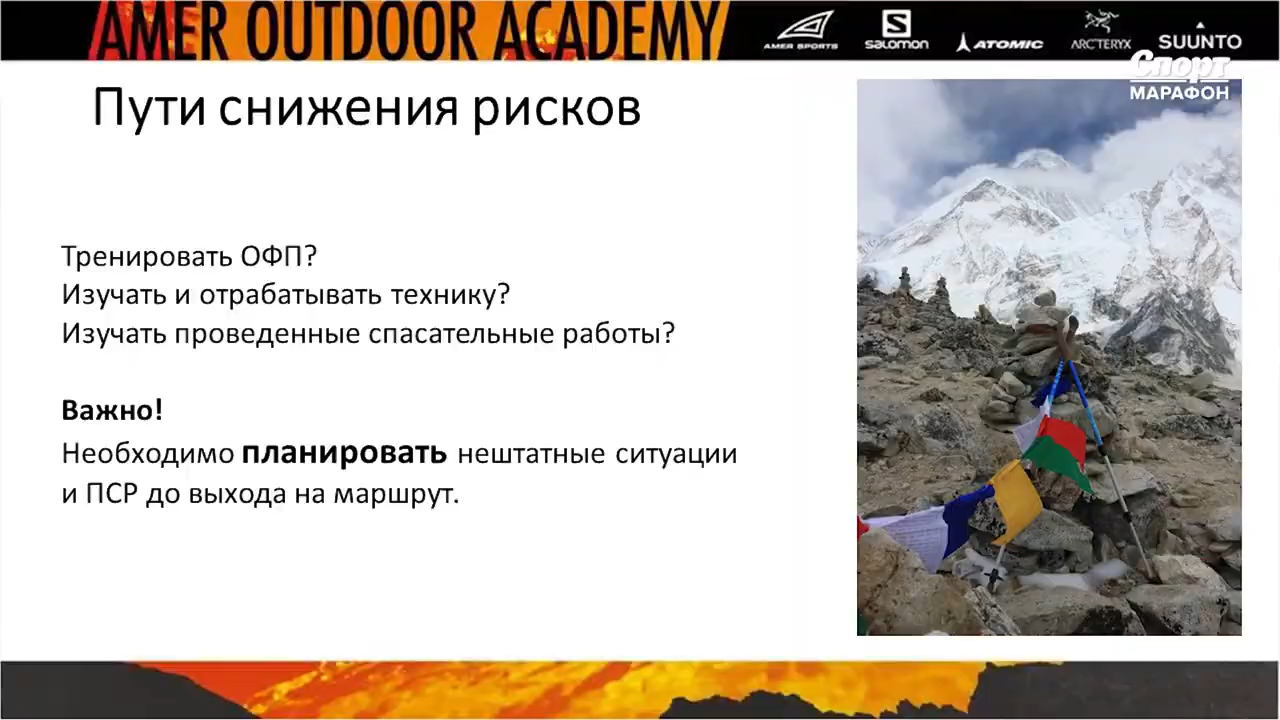 AMER OUTDOOR ACADEMY
AMER SPORTS
SALOMON
ATOMIC
ARC'TERYX
SUUNTO
Спорт
МАРАФОН
Пути снижения рисков
Тренировать ОФП?
Изучать и отрабатывать технику?
Изучать проведенные спасательные работы?
Важно!
Необходимо планировать нештатные ситуации
и ПСР до выхода на маршрут.